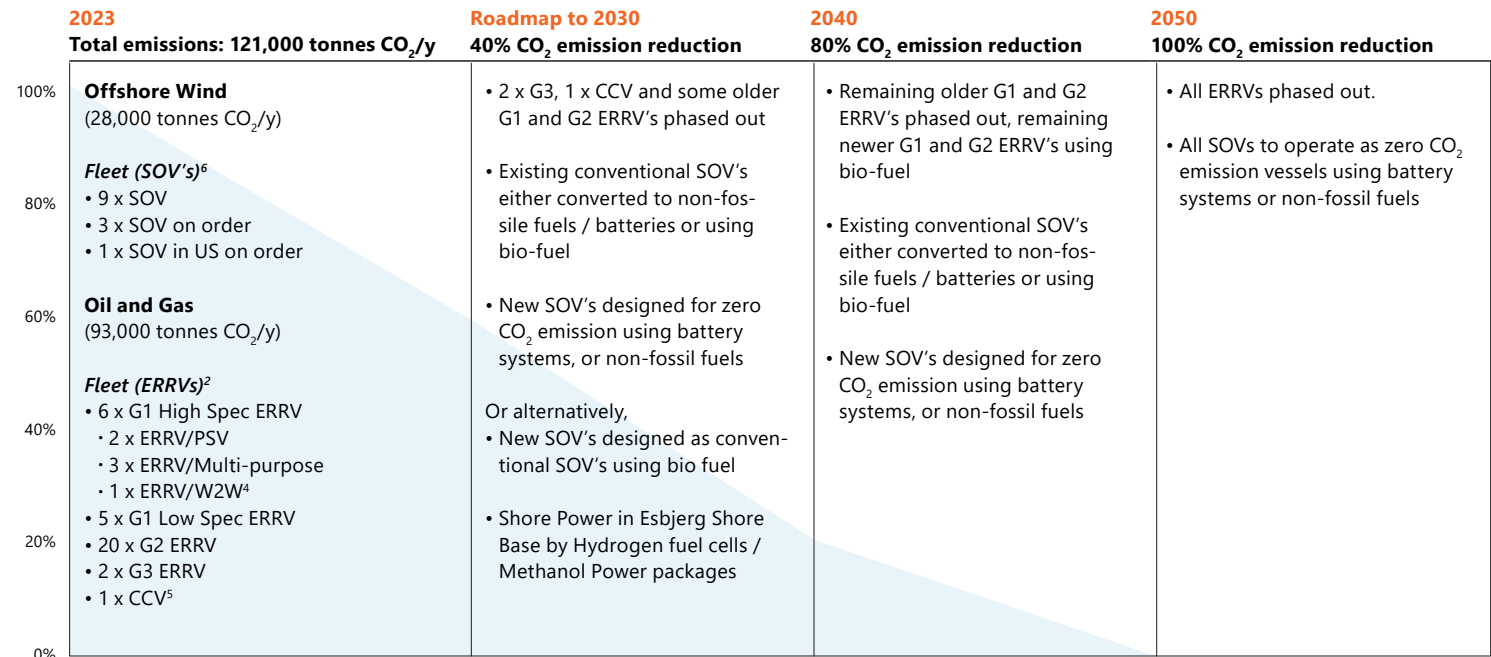 2023
Total emissions: 121,000 tonnes CO₂/y
Roadmap to 2030
40% CO₂ emission reduction
2040
80% CO₂ emission reduction
2050
100% CO₂ emission reduction
100%
80%
60%
40%
20%
0%
Offshore Wind
(28,000 tonnes CO₂/y)
Fleet (SOV's)⁶
• 9 x SOV
• 3 x SOV on order
• 1 x SOV in US on order
Oil and Gas
(93,000 tonnes CO₂/y)
Fleet (ERRVs)²
• 6 x G1 High Spec ERRV
• 2 x ERRV/PSV
• 3 x ERRV/Multi-purpose
• 1 x ERRV/W2W⁴
• 5 x G1 Low Spec ERRV
• 20 x G2 ERRV
• 2 x G3 ERRV
• 1 x CCV⁵
• 2 x G3, 1 x CCV and some older
G1 and G2 ERRV's phased out
• Existing conventional SOV's
either converted to non-fos-
sile fuels / batteries or using
bio-fuel
• New SOV's designed for zero
CO₂ emission using battery
systems, or non-fossil fuels
Or alternatively,
• New SOV's designed as conven-
tional SOV's using bio fuel
• Shore Power in Esbjerg Shore
Base by Hydrogen fuel cells /
Methanol Power packages
• Remaining older G1 and G2
ERRV's phased out, remaining
newer G1 and G2 ERRV's using
bio-fuel
• Existing conventional SOV's
either converted to non-fos-
sile fuels / batteries or using
bio-fuel
• New SOV's designed for zero
CO₂ emission using battery
systems, or non-fossil fuels
• All ERRVs phased out.
• All SOVs to operate as zero CO₂
emission vessels using battery
systems or non-fossil fuels